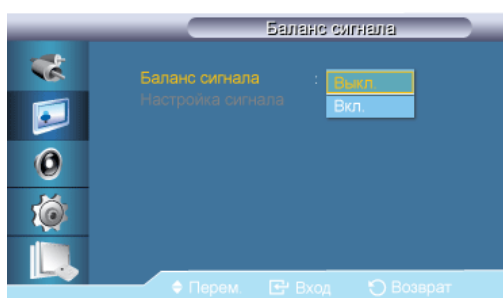 Баланс сигнала
Баланс сигнала : Выкл.
Настройка сигнала Вкл.
Перем. Вход Возврат